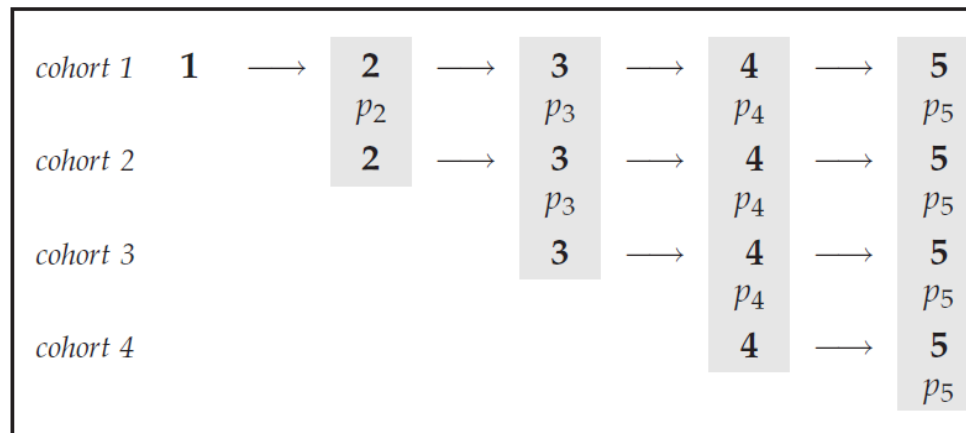 cohort 1 1 ⟶ 2 ⟶ 3 ⟶ 4 ⟶ 5
p2 p3 p4 p5
cohort 2 2 ⟶ 3 ⟶ 4 ⟶ 5
p3 p4 p5
cohort 3 3 ⟶ 4 ⟶ 5
p4 p5
cohort 4 4 ⟶ 5
p5